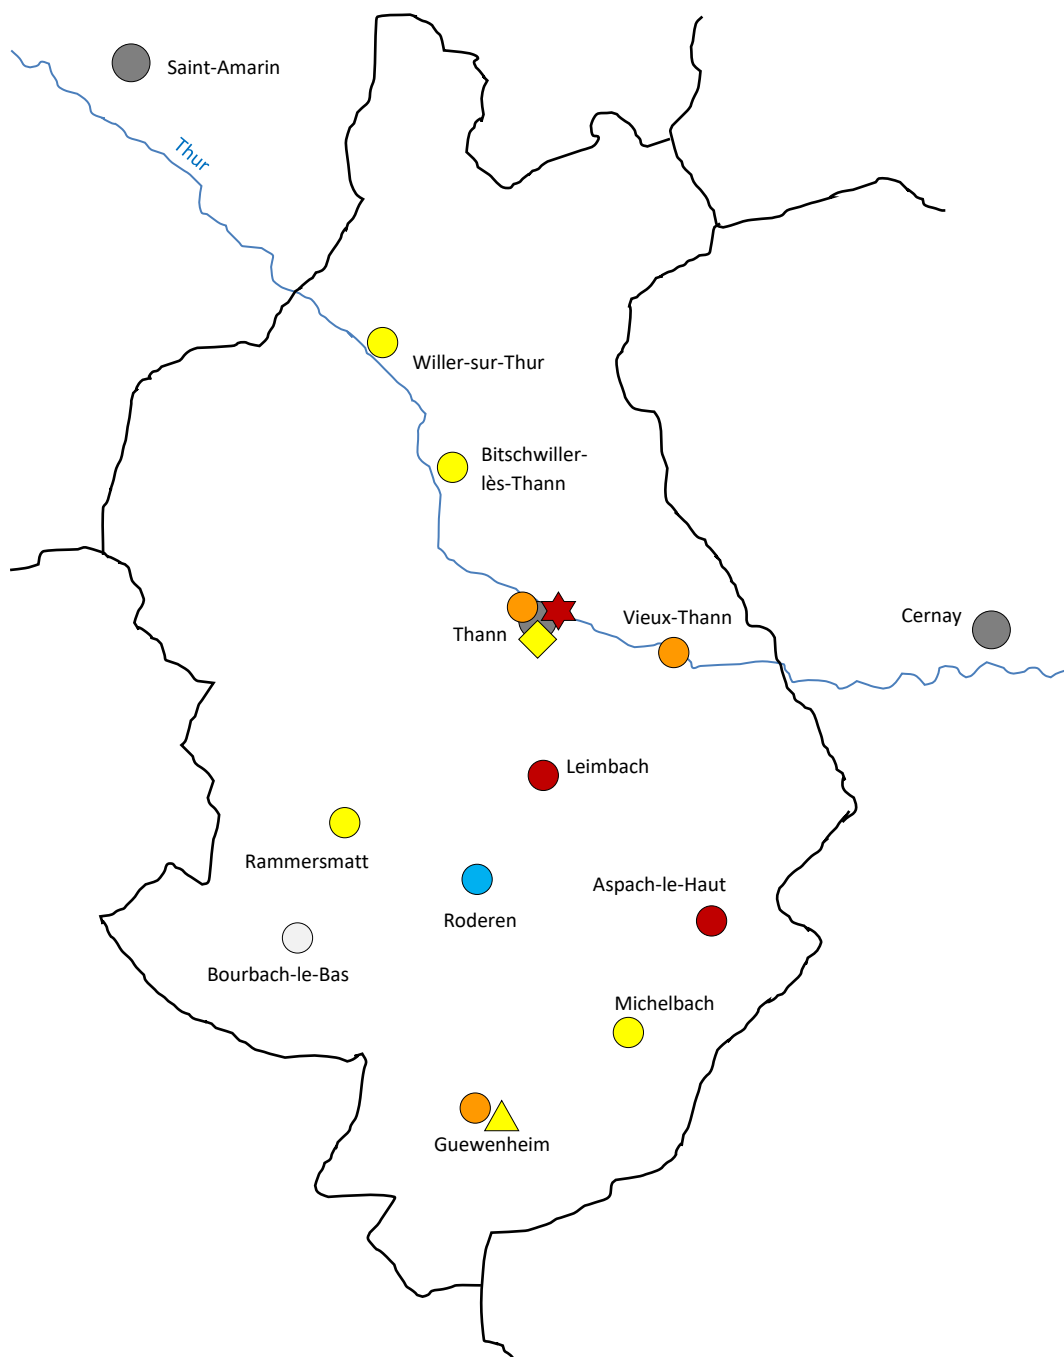 Saint-Amarin
Thur
Willer-sur-Thur
Bitschwiller-
lès-Thann
Thann
Vieux-Thann
Cernay
Leimbach
Rammersmatt
Roderen
Aspach-le-Haut
Bourbach-le-Bas
Michelbach
Guewenheim